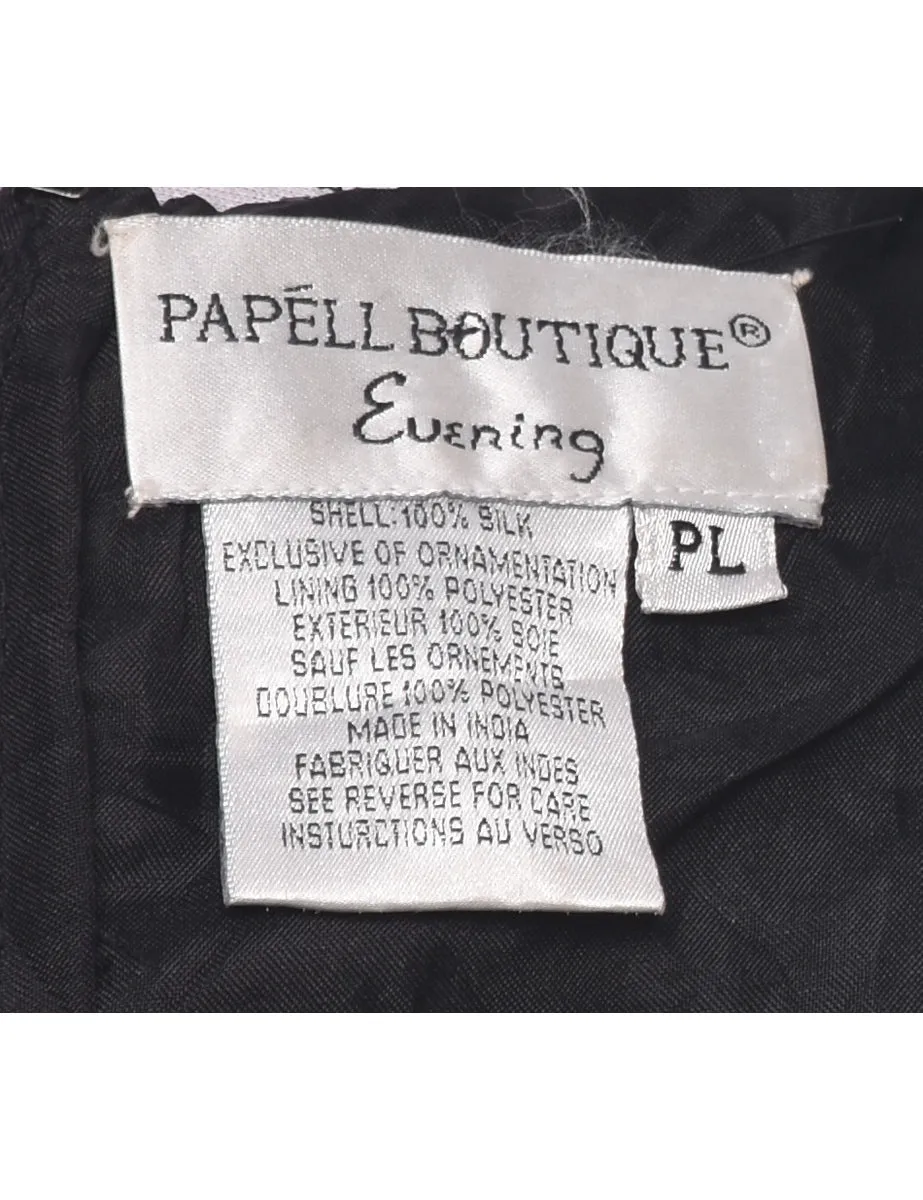 PAPÉLL BOUTIQUE®
Evening
PL
SHELL: 100% SILK
EXCLUSIVE OF ORNAMENTATION
LINING 100% POLYESTER
EXTERIEUR 100% SOIE
SAUF LES ORNEMENTS
DOUBLURE 100% POLYESTER
MADE IN INDIA
FABRIQUER AUX INDES
SEE REVERSE FOR CARE
INSTURCTIONS AU VERSO